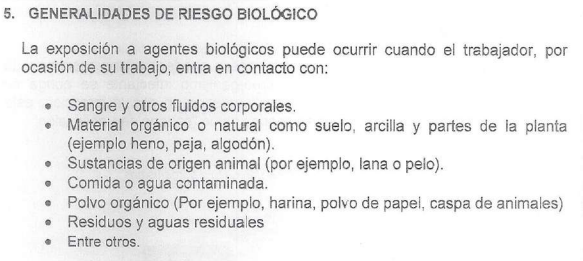 5. GENERALIDADES DE RIESGO BIOLÓGICO
La exposición a agentes biológicos puede ocurrir cuando el trabajador, por
ocasión de su trabajo, entra en contacto con:
• Sangre y otros fluidos corporales.
• Material orgánico o natural como suelo, arcilla y partes de la planta
(ejemplo heno, paja, algodón).
• Sustancias de origen animal (por ejemplo, lana o pelo).
• Comida o agua contaminada.
• Polvo orgánico (Por ejemplo, harina, polvo de papel, caspa de animales)
• Residuos y aguas residuales
• Entre otros.